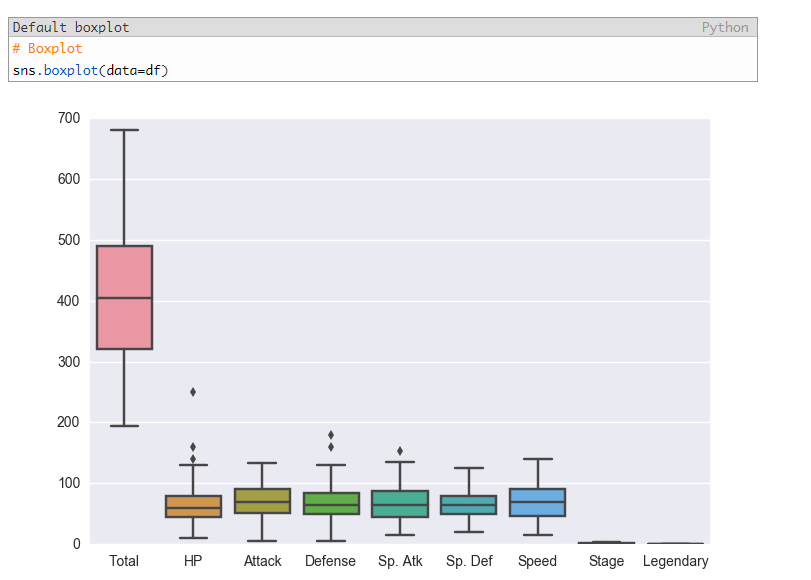 Default boxplot Python
# Boxplot
sns.boxplot(data=df)
700
600
500
400
300
200
100
0
Total HP Attack Defense Sp. Atk Sp. Def Speed Stage Legendary